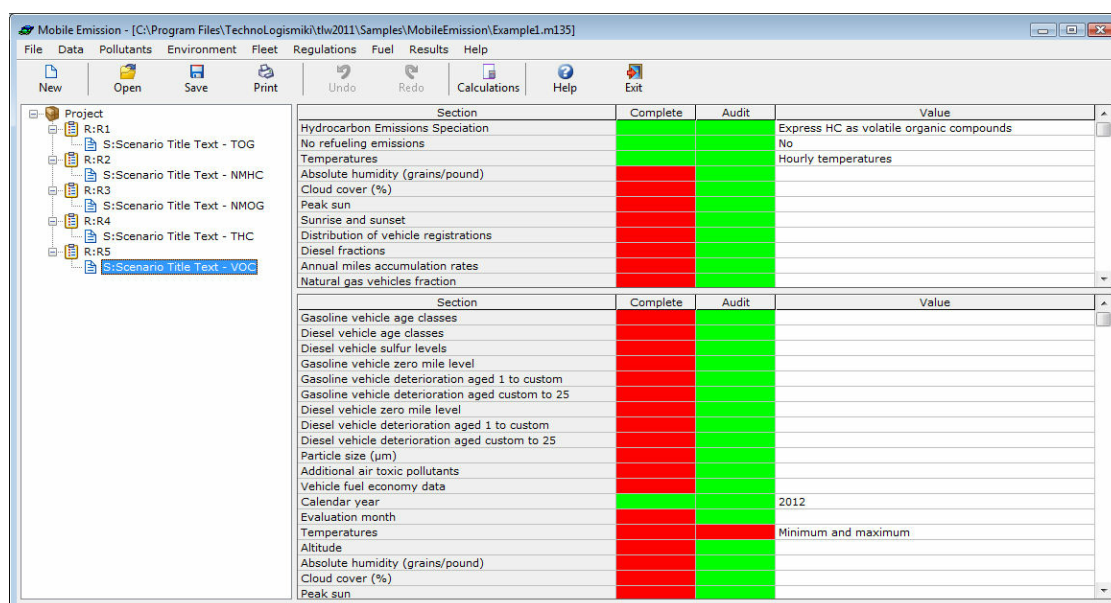 Mobile Emission - [C:\Program Files\TechnoLogismiki\tlw2011\Samples\MobileEmission\Example1.m135]
File Data Pollutants Environment Fleet Regulations Fuel Results Help
New Open Save Print Undo Redo Calculations Help Exit
Project
R:R1
S:Scenario Title Text - TOG
R:R2
S:Scenario Title Text - NMHC
R:R3
S:Scenario Title Text - NMOG
R:R4
S:Scenario Title Text - THC
R:R5
S:Scenario Title Text - VOC
Section Complete Audit Value
Hydrocarbon Emissions Speciation Express HC as volatile organic compounds
No refueling emissions No
Temperatures Hourly temperatures
Absolute humidity (grains/pound)
Cloud cover (%)
Peak sun
Sunrise and sunset
Distribution of vehicle registrations
Diesel fractions
Annual miles accumulation rates
Natural gas vehicles fraction
Section Complete Audit Value
Gasoline vehicle age classes
Diesel vehicle age classes
Diesel vehicle sulfur levels
Gasoline vehicle zero mile level
Gasoline vehicle deterioration aged 1 to custom
Gasoline vehicle deterioration aged custom to 25
Diesel vehicle zero mile level
Diesel vehicle deterioration aged 1 to custom
Diesel vehicle deterioration aged custom to 25
Particle size (µm)
Additional air toxic pollutants
Vehicle fuel economy data
Calendar year 2012
Evaluation month
Temperatures Minimum and maximum
Altitude
Absolute humidity (grains/pound)
Cloud cover (%)
Peak sun